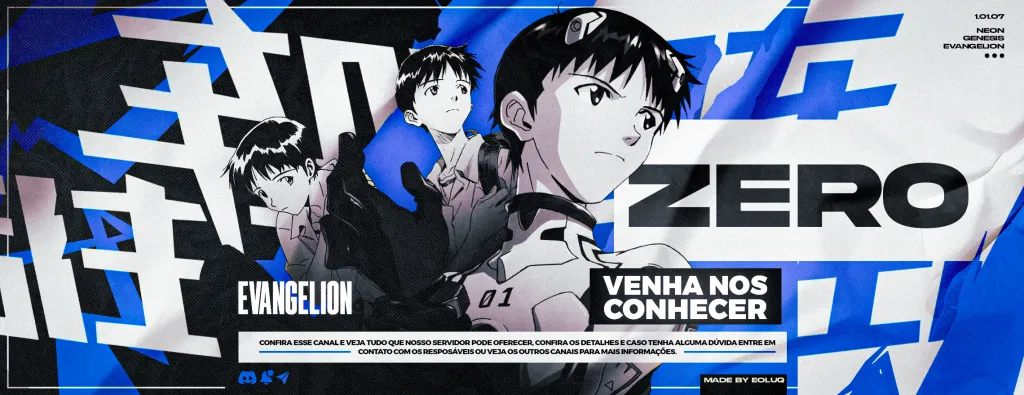 1.01.07
NEON
GENESIS
EVANGELION
ZERO
01
EVANGELION
VENHA NOS
CONHECER
CONFIRA ESSE CANAL E VEJA TUDO QUE NOSSO SERVIDOR PODE OFERECER, CONFIRA OS DETALHES E CASO TENHA ALGUMA DÚVIDA ENTRE EM
CONTATO COM OS RESPOSÁVEIS OU VEJA OS OUTROS CANAIS PARA MAIS INFORMAÇÕES.
MADE BY EOLUQ